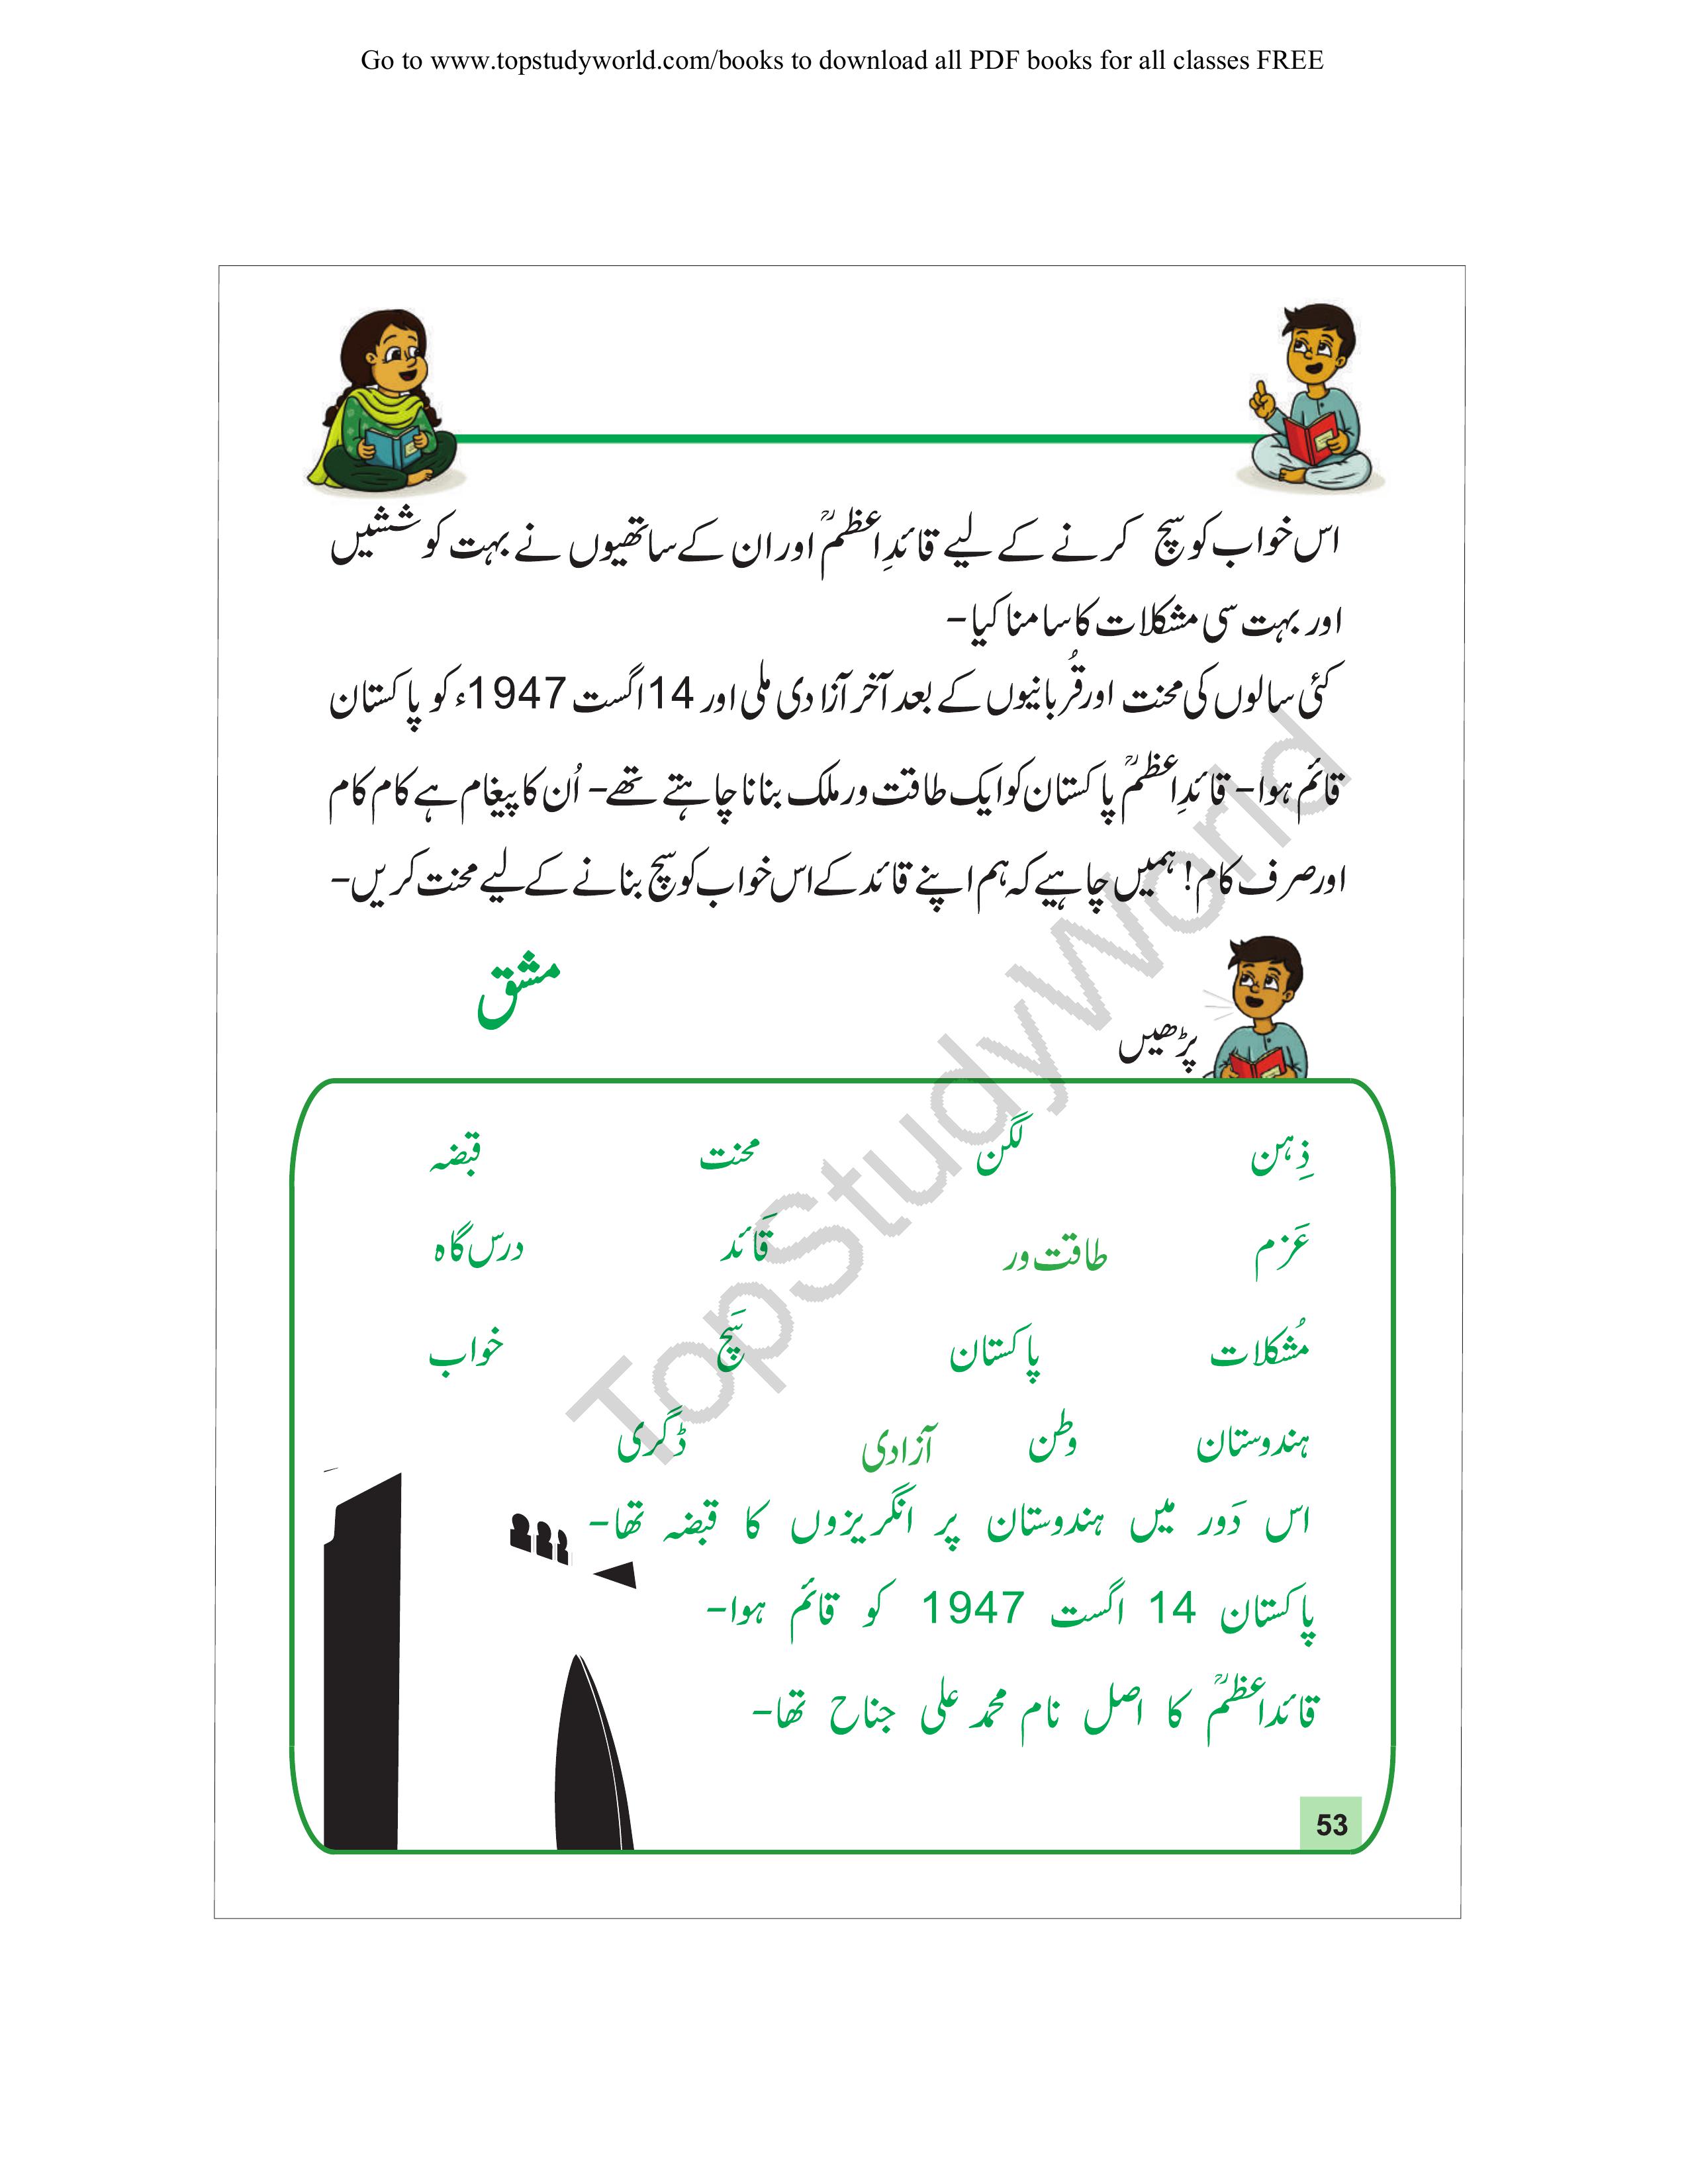 Go to www.topstudyworld.com/books to download all PDF books for all classes FREE
اس خواب کو سچ کرنے کے لیے قائدِاعظمؒ اور ان کے ساتھیوں نے بہت کوششیں
اور بہت سی مشکلات کا سامنا کیا۔
کئی سالوں کی محنت اور قُربانیوں کے بعد آخر آزادی ملی اور 14 اگست 1947ء کو پاکستان
قائم ہوا۔ قائدِاعظمؒ پاکستان کو ایک طاقت ور ملک بنانا چاہتے تھے۔ اُن کا پیغام ہے کام کام
اور صرف کام! ہمیں چاہیے کہ ہم اپنے قائد کے اس خواب کو سچ بنانے کے لیے محنت کریں۔
مشق
پڑھیں
ذِہن لگن محنت قبضہ
عَزم طاقت ور قَائد درس گاہ
مُشکلات پاکستان سَچ خواب
ہندوستان وطن آزادی ڈگری
اس دَور میں ہندوستان پر انگریزوں کا قبضہ تھا۔
پاکستان 14 اگست 1947 کو قائم ہوا۔
قائداعظمؒ کا اصل نام محمد علی جناح تھا۔
53
TopStudyWorld